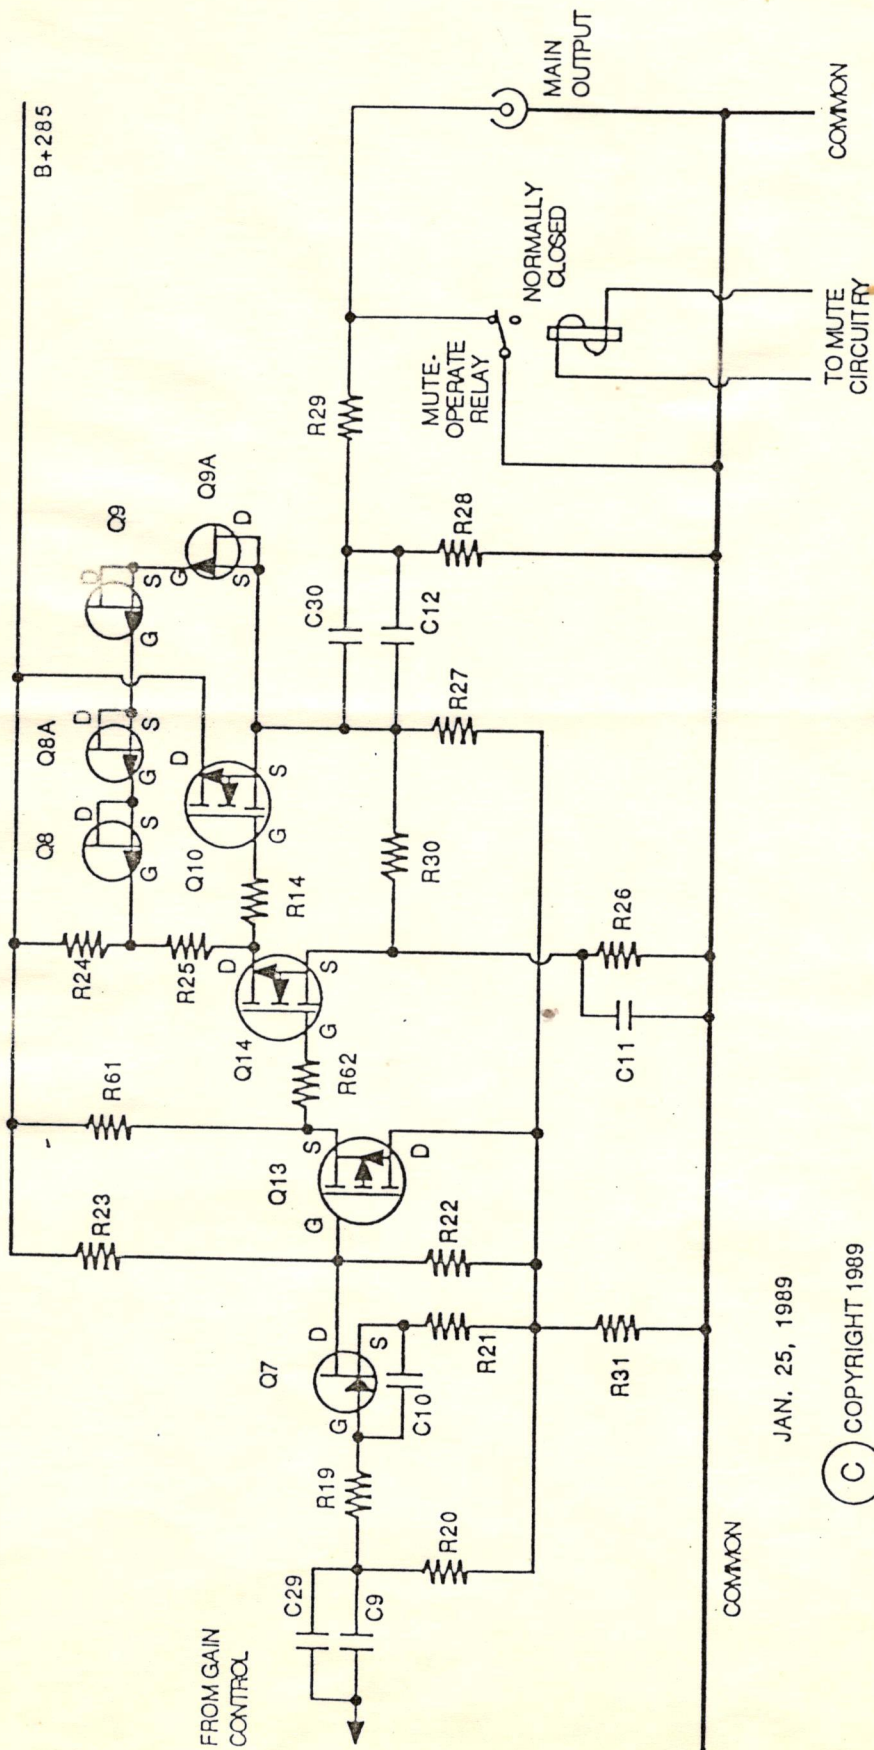 B+285
Q9
Q9A
D
S
G
G
D
S
Q8A
D
S
G
Q8
D
S
G
Q10
D
S
G
R14
R24
R25
Q14
D
S
G
R62
R61
Q13
S
D
G
R23
R22
Q7
D
S
G
C10
R21
R19
C29
C9
R20
R31
FROM GAIN
CONTROL
C30
C12
R27
R28
R29
R30
R26
C11
MUTE-
OPERATE
RELAY
NORMALLY
CLOSED
MAIN
OUTPUT
TO MUTE
CIRCUITRY
COMMON
COMMON
JAN. 25, 1989
C COPYRIGHT 1989